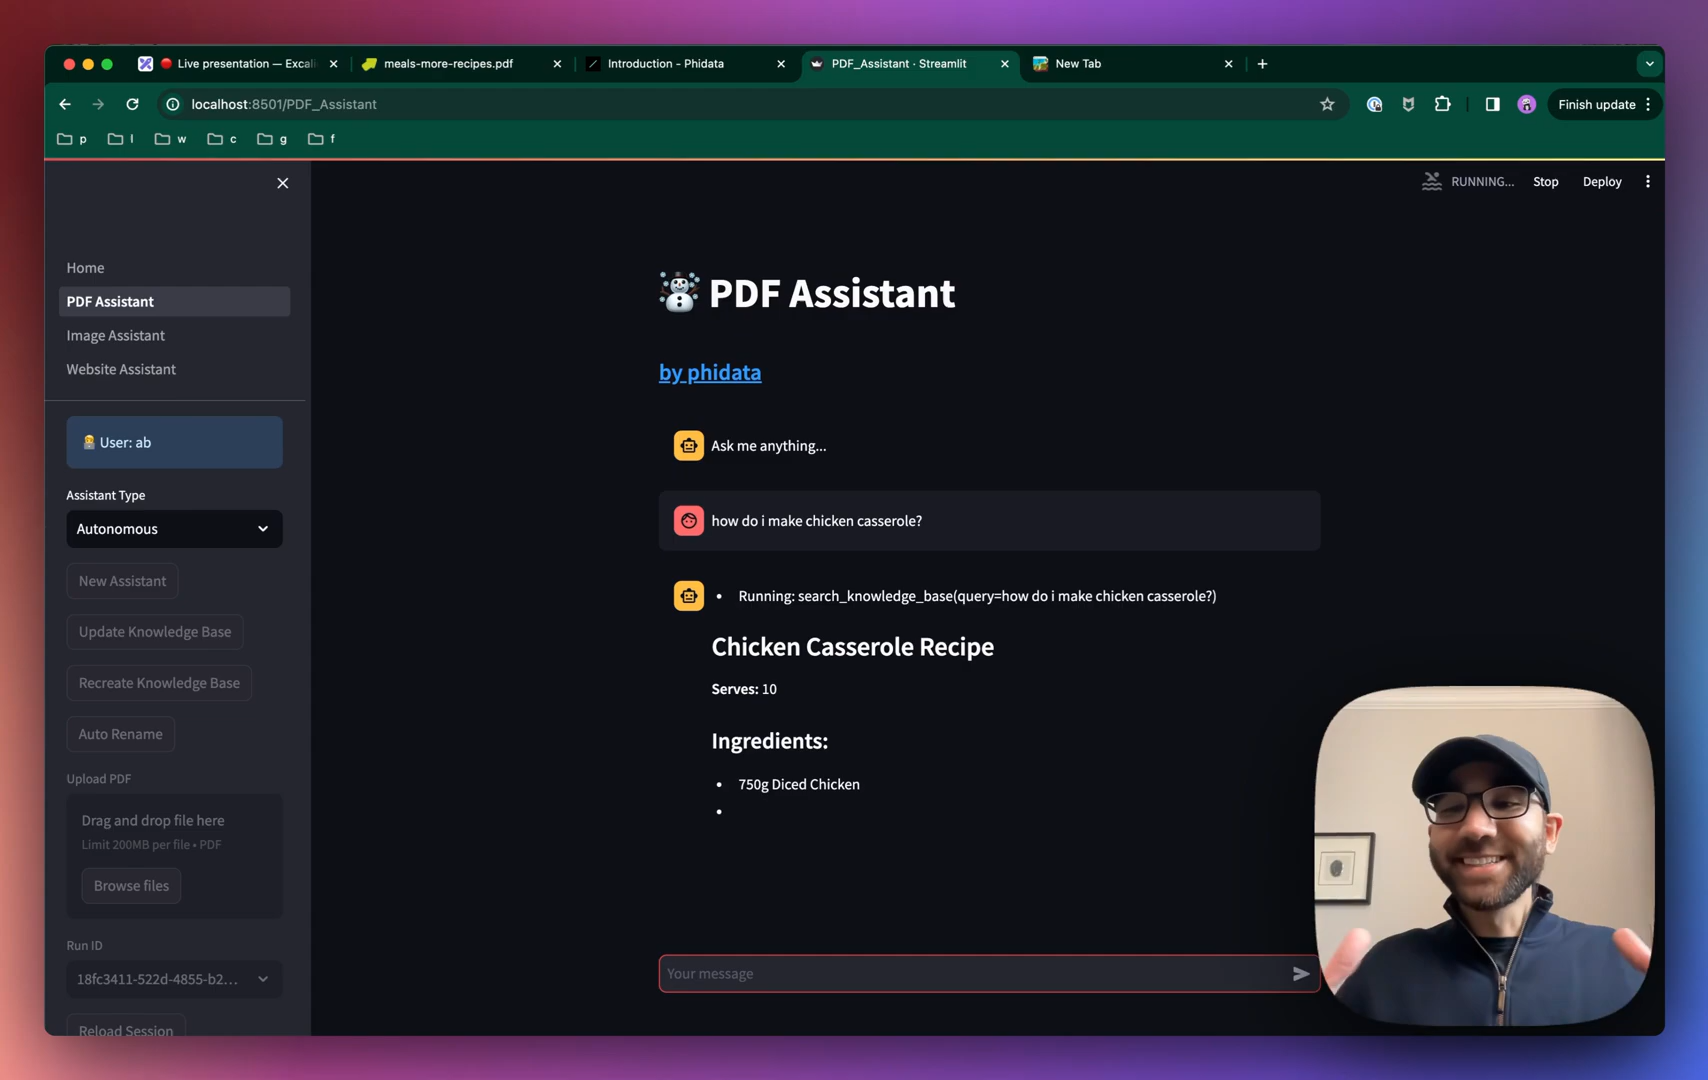 Live presentation — Excali
meals-more-recipes.pdf
Introduction - Phidata
PDF_Assistant · Streamlit
New Tab
localhost:8501/PDF_Assistant
Finish update
p
l
w
c
g
f
RUNNING...
Stop
Deploy
Home
PDF Assistant
Image Assistant
Website Assistant
User: ab
Assistant Type
Autonomous
New Assistant
Update Knowledge Base
Recreate Knowledge Base
Auto Rename
Upload PDF
Drag and drop file here
Limit 200MB per file • PDF
Browse files
Run ID
18fc3411-522d-4855-b2...
Reload Session
PDF Assistant
by phidata
Ask me anything...
how do i make chicken casserole?
• Running: search_knowledge_base(query=how do i make chicken casserole?)
Chicken Casserole Recipe
Serves: 10
Ingredients:
• 750g Diced Chicken
•
Your message